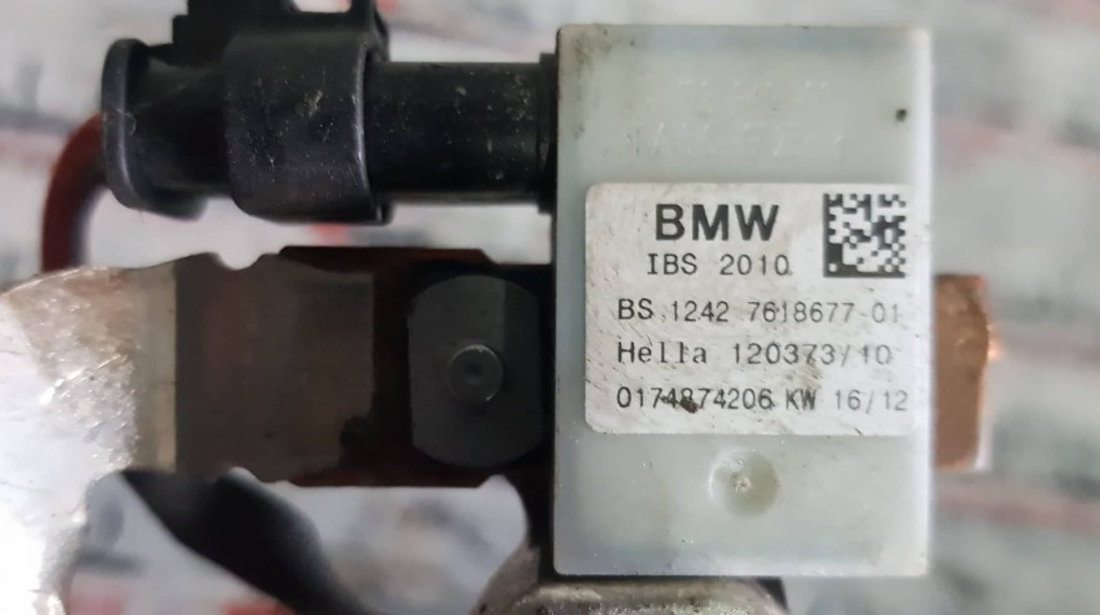 BMW
IBS 2010
BS 1242 7618677-01
Hella 120373/10
0174874206 KW 16/12